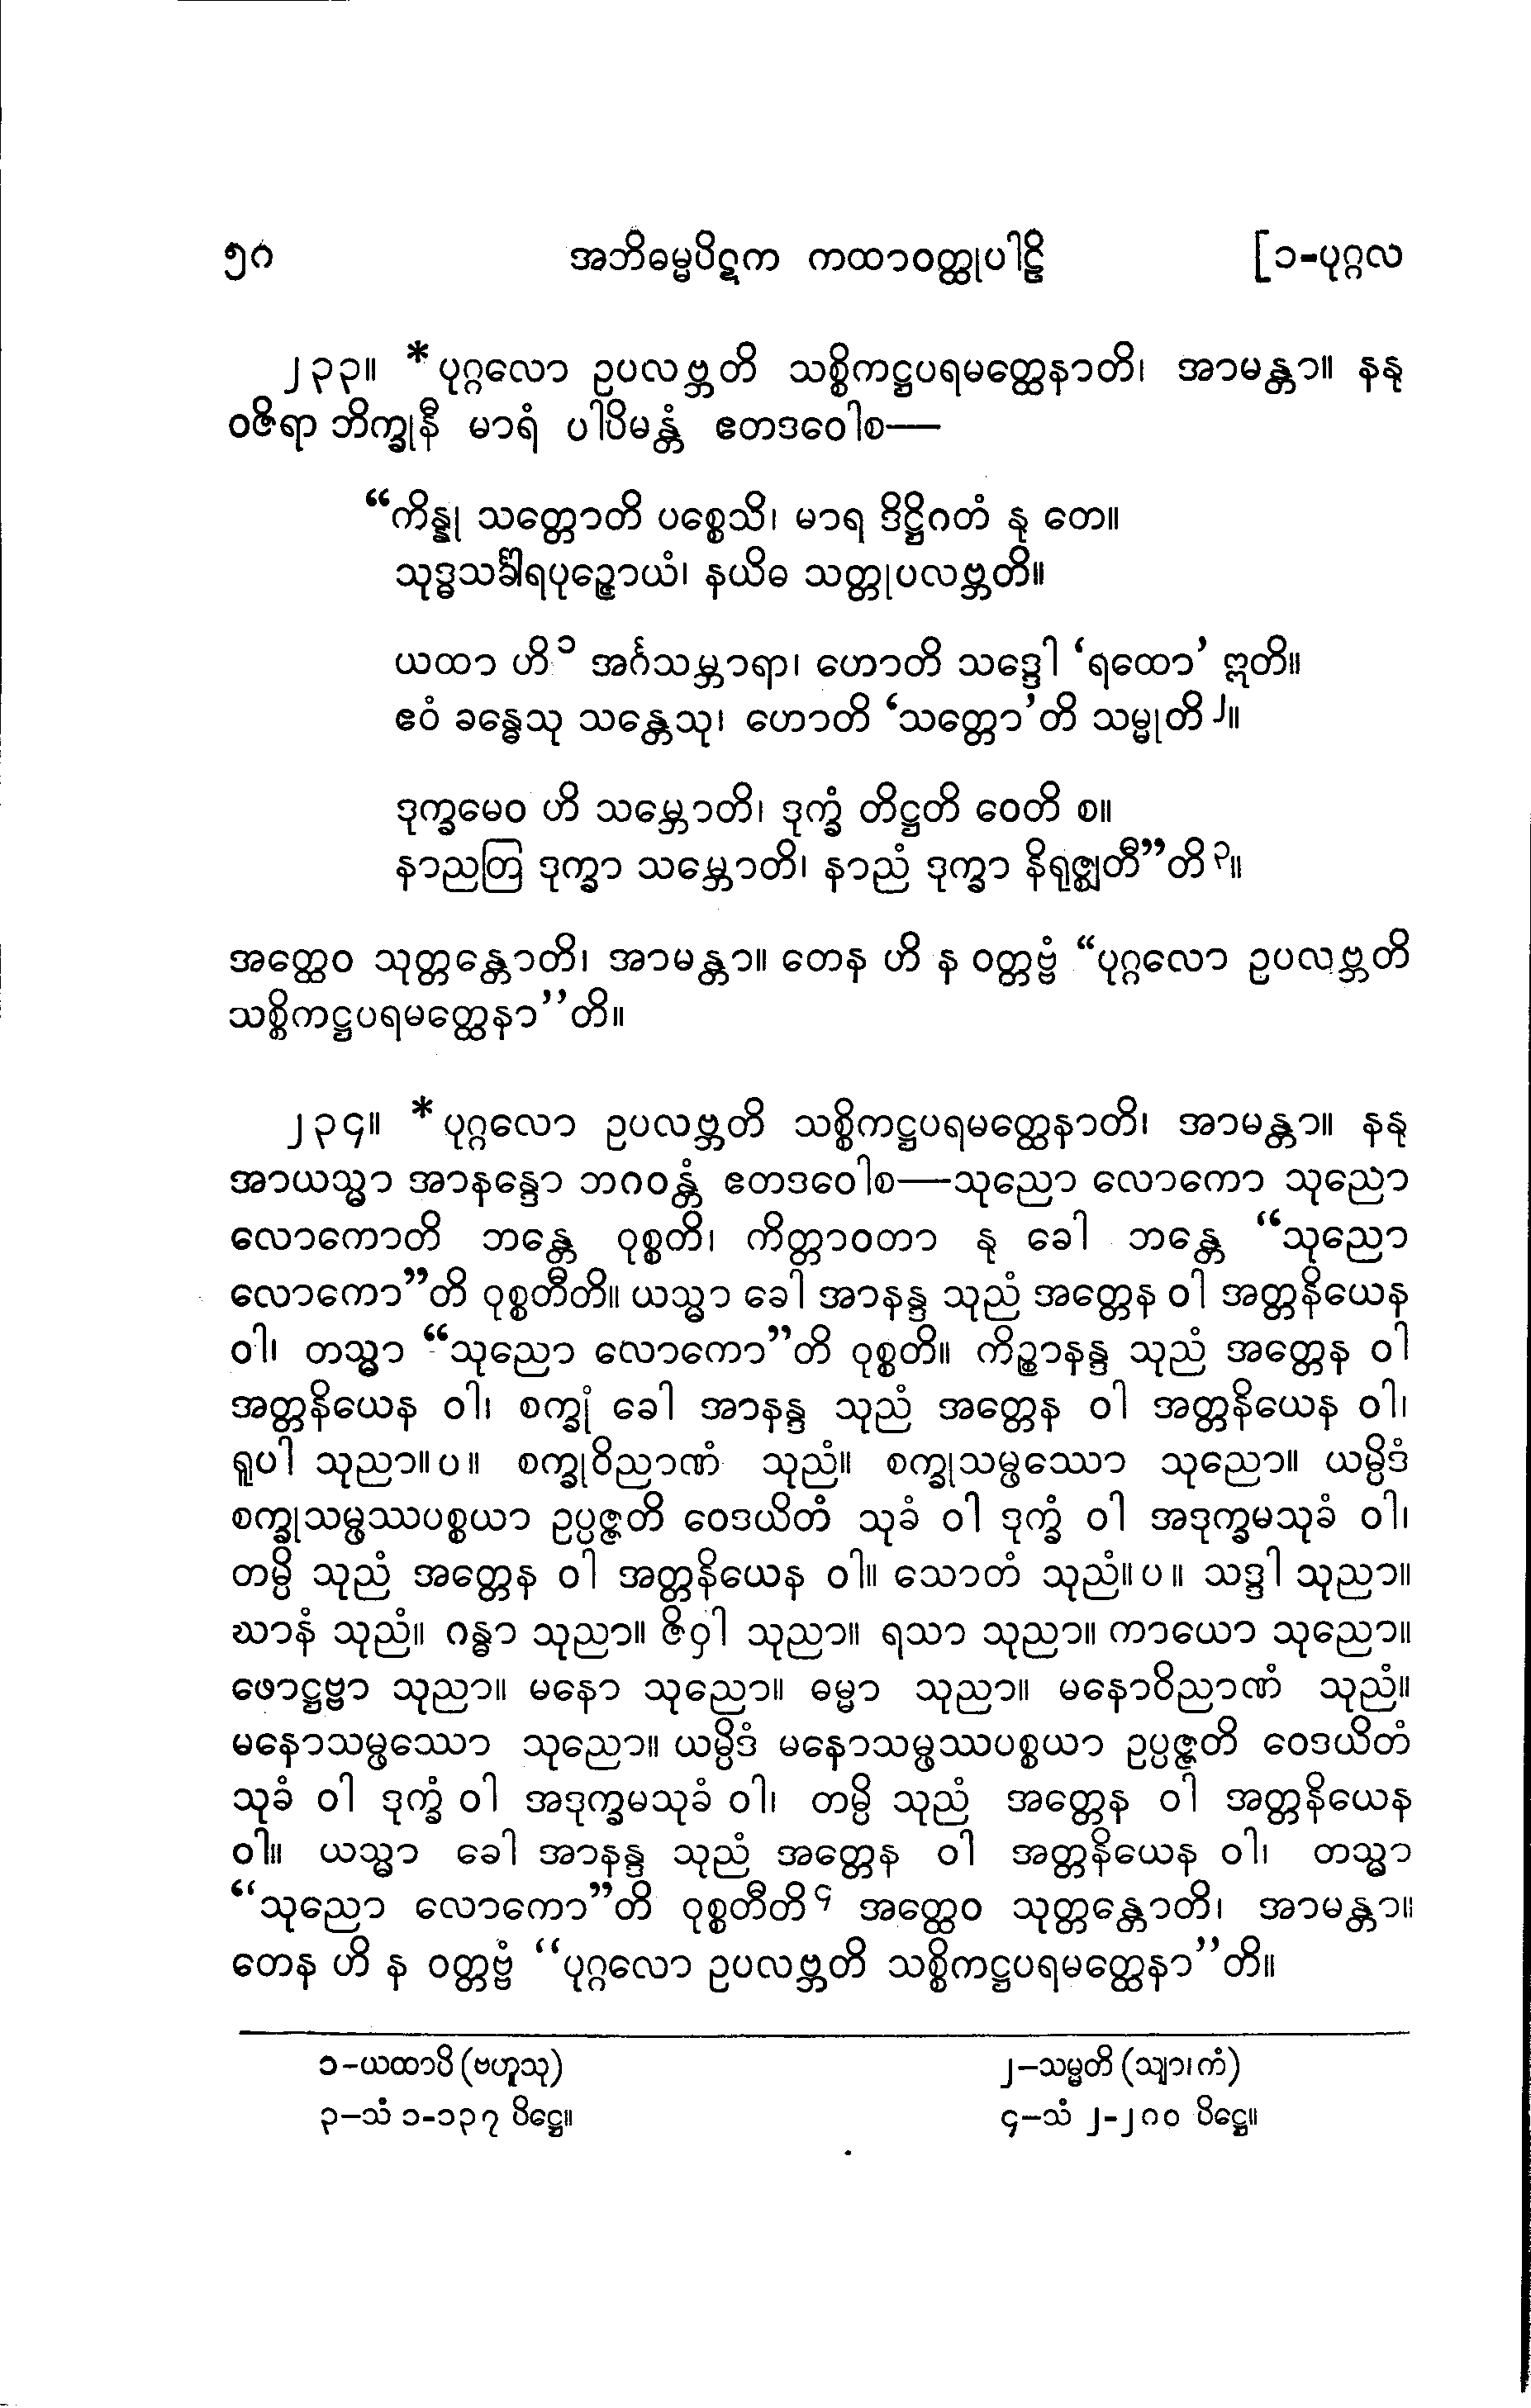 ၅၀ အဘိဓမ္မပိဋက ကထာဝတ္ထုပါဠိ [၁-ပုဂ္ဂလ
၂၃၃။ *ပုဂ္ဂလော ဥပလဗ္ဘတိ သစ္စိကဋ္ဌပရမတ္ထေနာတိ၊ အာမန္တာ။ နနု
ဝဇိရာ ဘိက္ခုနီ မာရံ ပါပိမန္တံ ဧတဒဝေါစ—
“ကိန္နု သတ္တောတိ ပစ္စေသိ၊ မာရ ဒိဋ္ဌိဂတံ နု တေ။
သုဒ္ဓသင်္ခါရပုဉ္ဇောယံ၊ နယိဓ သတ္တုပလဗ္ဘတိ။
ယထာ ဟိ၁ အင်္ဂသမ္ဘာရာ၊ ဟောတိ သဒ္ဒေါ ‘ရထော’ ဣတိ။
ဧဝံ ခန္ဓေသု သန္တေသု၊ ဟောတိ ‘သတ္တော’တိ သမ္မုတိ၂။
ဒုက္ခမေဝ ဟိ သမ္ဘောတိ၊ ဒုက္ခံ တိဋ္ဌတိ ဝေတိ စ။
နာညတြ ဒုက္ခာ သမ္ဘောတိ၊ နာညံ ဒုက္ခာ နိရုဇ္ဈတီ”တိ၃။
အတ္ထေဝ သုတ္တန္တောတိ၊ အာမန္တာ။ တေန ဟိ န ဝတ္တဗ္ဗံ “ပုဂ္ဂလော ဥပလဗ္ဘတိ
သစ္စိကဋ္ဌပရမတ္ထေနာ”တိ။
၂၃၄။ *ပုဂ္ဂလော ဥပလဗ္ဘတိ သစ္စိကဋ္ဌပရမတ္ထေနာတိ၊ အာမန္တာ။ နနု
အာယသ္မာ အာနန္ဒော ဘဂဝန္တံ ဧတဒဝေါစ—သုညော လောကော သုညော
လောကောတိ ဘန္တေ ဝုစ္စတိ၊ ကိတ္တာဝတာ နု ခေါ ဘန္တေ “သုညော
လောကော”တိ ဝုစ္စတီတိ။ ယသ္မာ ခေါ အာနန္ဒ သုညံ အတ္တေန ဝါ အတ္တနိယေန
ဝါ၊ တသ္မာ “သုညော လောကော”တိ ဝုစ္စတိ။ ကိဉ္စာနန္ဒ သုညံ အတ္တေန ဝါ
အတ္တနိယေန ဝါ၊ စက္ခုံ ခေါ အာနန္ဒ သုညံ အတ္တေန ဝါ အတ္တနိယေန ဝါ၊
ရူပါ သုညာ။ပ။ စက္ခုဝိညာဏံ သုညံ။ စက္ခုသမ္ဖဿော သုညော။ ယမ္ပိဒံ
စက္ခုသမ္ဖဿပစ္စယာ ဥပ္ပဇ္ဇတိ ဝေဒယိတံ သုခံ ဝါ ဒုက္ခံ ဝါ အဒုက္ခမသုခံ ဝါ၊
တမ္ပိ သုညံ အတ္တေန ဝါ အတ္တနိယေန ဝါ။ သောတံ သုညံ။ပ။ သဒ္ဒါ သုညာ။
ဃာနံ သုညံ။ ဂန္ဓာ သုညာ။ ဇိဝှါ သုညာ။ ရသာ သုညာ။ ကာယော သုညော။
ဖောဋ္ဌဗ္ဗာ သုညာ။ မနော သုညော။ ဓမ္မာ သုညာ။ မနောဝိညာဏံ သုညံ။
မနောသမ္ဖဿော သုညော။ ယမ္ပိဒံ မနောသမ္ဖဿပစ္စယာ ဥပ္ပဇ္ဇတိ ဝေဒယိတံ
သုခံ ဝါ ဒုက္ခံ ဝါ အဒုက္ခမသုခံ ဝါ၊ တမ္ပိ သုညံ အတ္တေန ဝါ အတ္တနိယေန
ဝါ။ ယသ္မာ ခေါ အာနန္ဒ သုညံ အတ္တေန ဝါ အတ္တနိယေန ဝါ၊ တသ္မာ
“သုညော လောကော”တိ ဝုစ္စတီတိ၄ အတ္ထေဝ သုတ္တန္တောတိ၊ အာမန္တာ။
တေန ဟိ န ဝတ္တဗ္ဗံ “ပုဂ္ဂလော ဥပလဗ္ဘတိ သစ္စိကဋ္ဌပရမတ္ထေနာ”တိ။
၁-ယထာပိ (ဗဟူသု) ၂-သမ္မတိ (သျာ၊ကံ)
၃-သံ ၁-၁၃၇ ပိဋ္ဌေ။ ၄-သံ ၂-၂၈၀ ပိဋ္ဌေ။